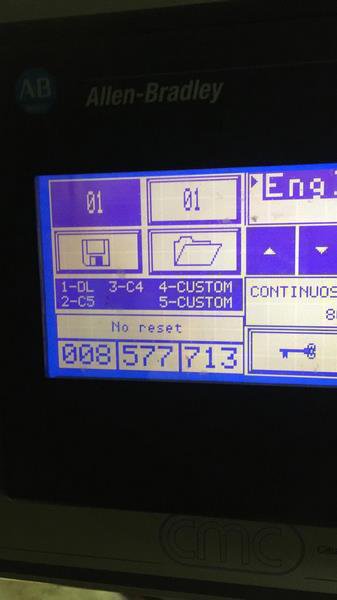 AB
Allen-Bradley
01
01
Engl
1-DL 3-C4 4-CUSTOM
2-C5 5-CUSTOM
CONTINUOS
No reset
008 577 713
cmc